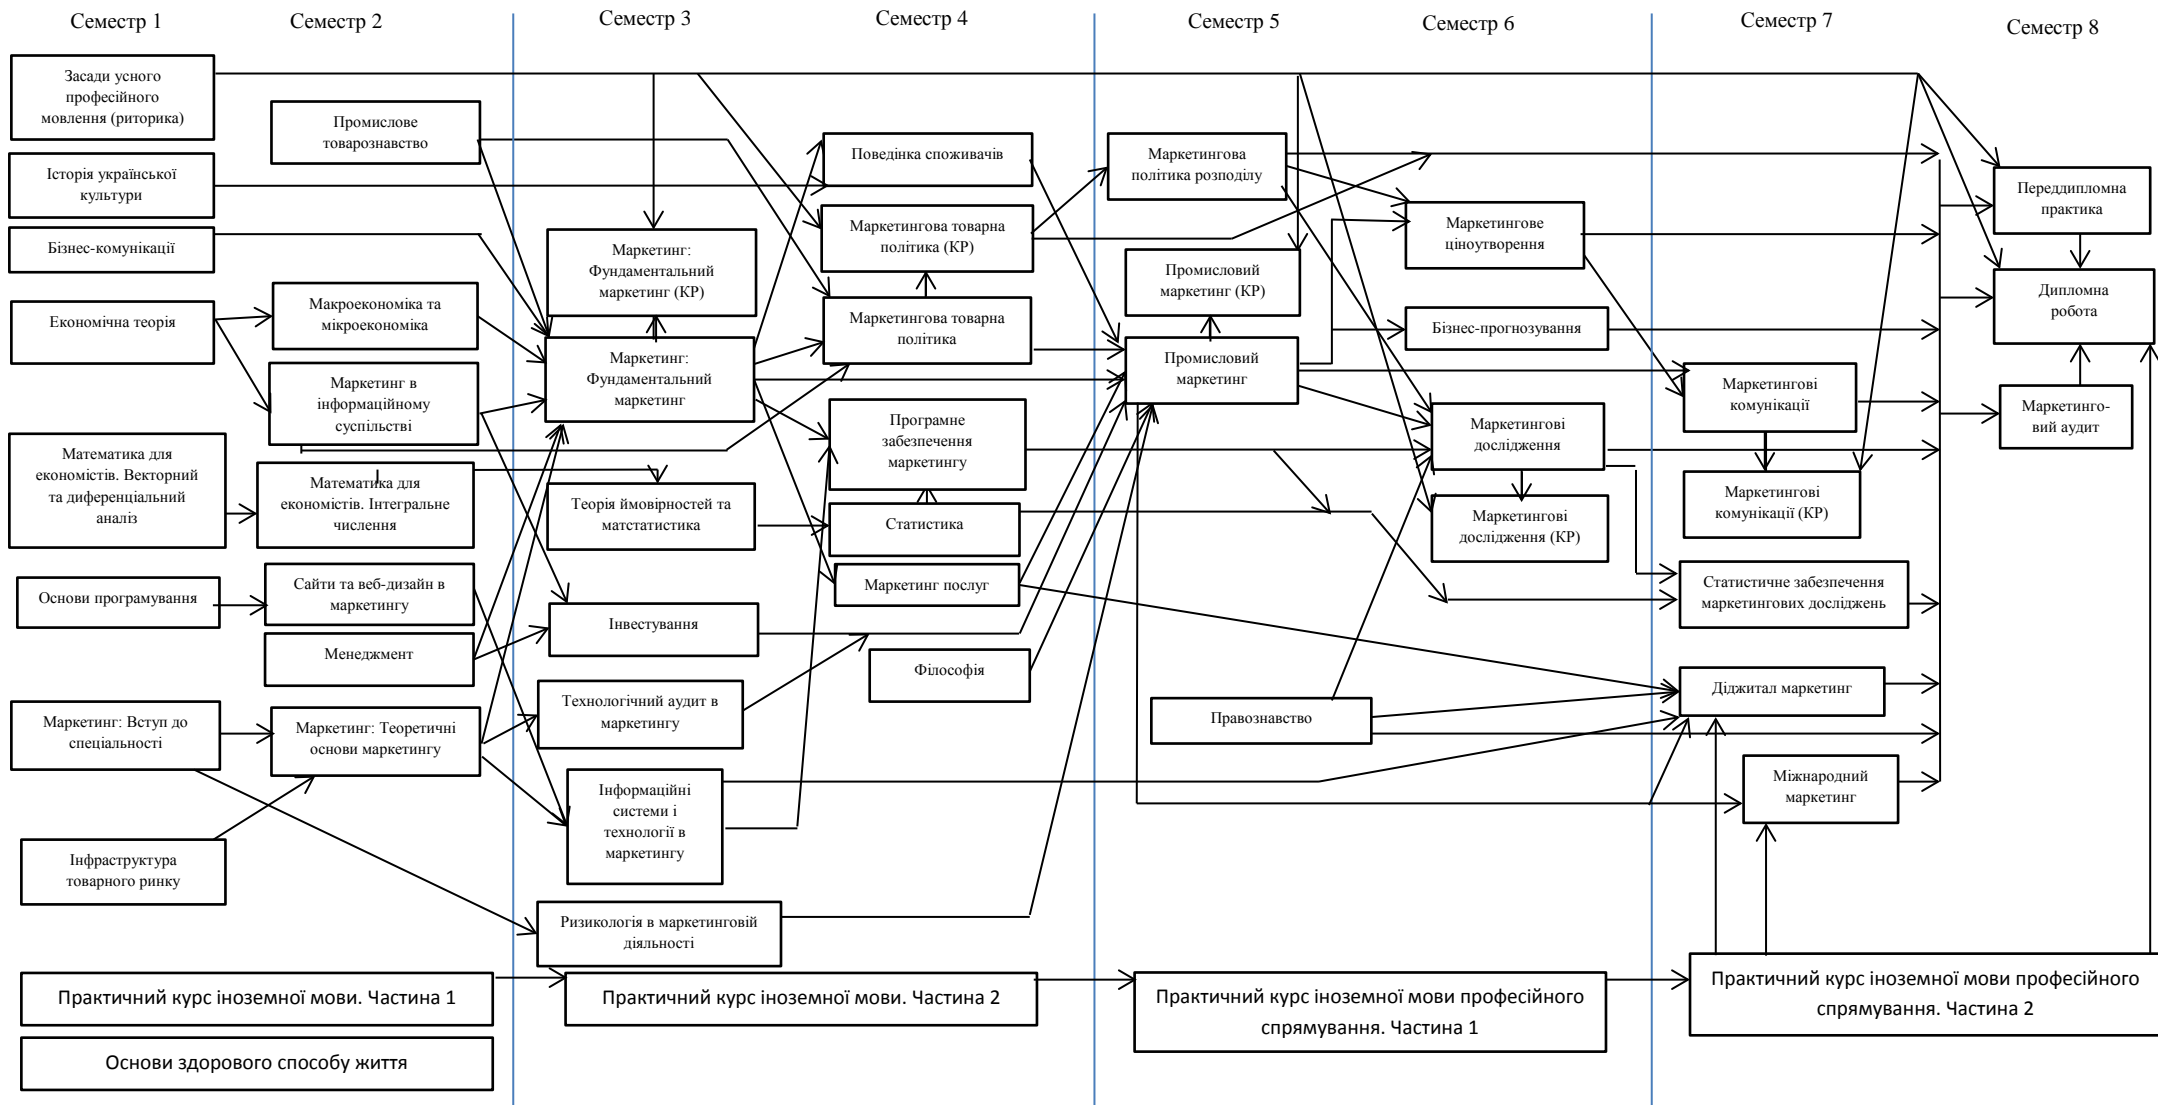 Семестр 1
Семестр 2
Семестр 3
Семестр 4
Семестр 5
Семестр 6
Семестр 7
Семестр 8
Засади усного
професійного
мовлення (риторика)
Історія української
культури
Бізнес-комунікації
Економічна теорія
Математика для
економістів. Векторний
та диференціальний
аналіз
Основи програмування
Маркетинг: Вступ до
спеціальності
Інфраструктура
товарного ринку
Промислове
товарознавство
Макроекономіка та
мікроекономіка
Маркетинг в
інформаційному
суспільстві
Математика для
економістів. Інтегральне
числення
Сайти та веб-дизайн в
маркетингу
Менеджмент
Маркетинг: Теоретичні
основи маркетингу
Маркетинг:
Фундаментальний
маркетинг (КР)
Маркетинг:
Фундаментальний
маркетинг
Теорія ймовірностей та
матстатистика
Інвестування
Технологічний аудит в
маркетингу
Інформаційні
системи і
технології в
маркетингу
Ризикологія в маркетинговій
діяльності
Поведінка споживачів
Маркетингова товарна
політика (КР)
Маркетингова товарна
політика
Програмне
забезпечення
маркетингу
Статистика
Маркетинг послуг
Філософія
Маркетингова
політика розподілу
Промисловий
маркетинг (КР)
Промисловий
маркетинг
Правознавство
Маркетингове
ціноутворення
Бізнес-прогнозування
Маркетингові
дослідження
Маркетингові
дослідження (КР)
Маркетингові
комунікації
Маркетингові
комунікації (КР)
Статистичне забезпечення
маркетингових досліджень
Діджитал маркетинг
Міжнародний
маркетинг
Переддипломна
практика
Дипломна
робота
Маркетинго-
вий аудит
Практичний курс іноземної мови. Частина 1
Практичний курс іноземної мови. Частина 2
Практичний курс іноземної мови професійного
спрямування. Частина 1
Практичний курс іноземної мови професійного
спрямування. Частина 2
Основи здорового способу життя